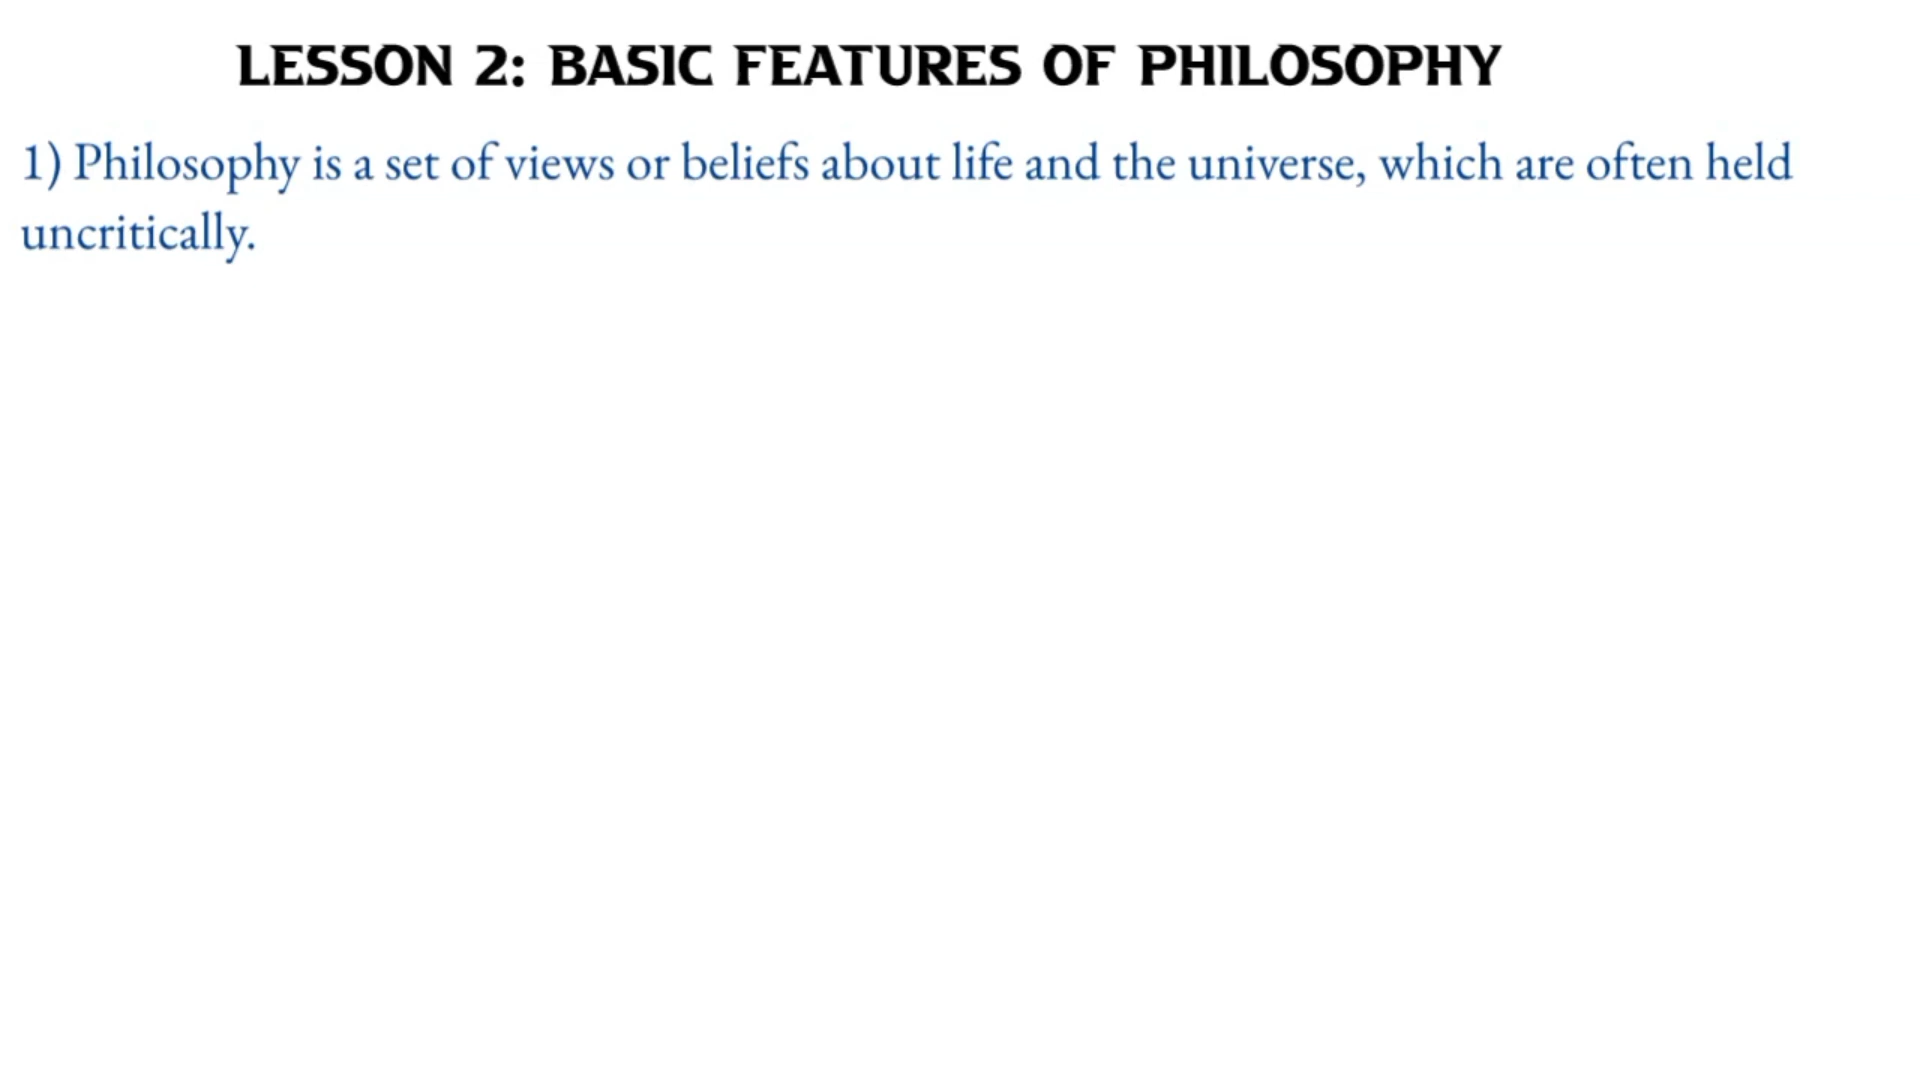 LESSON 2: BASIC FEATURES OF PHILOSOPHY
1) Philosophy is a set of views or beliefs about life and the universe, which are often held
uncritically.